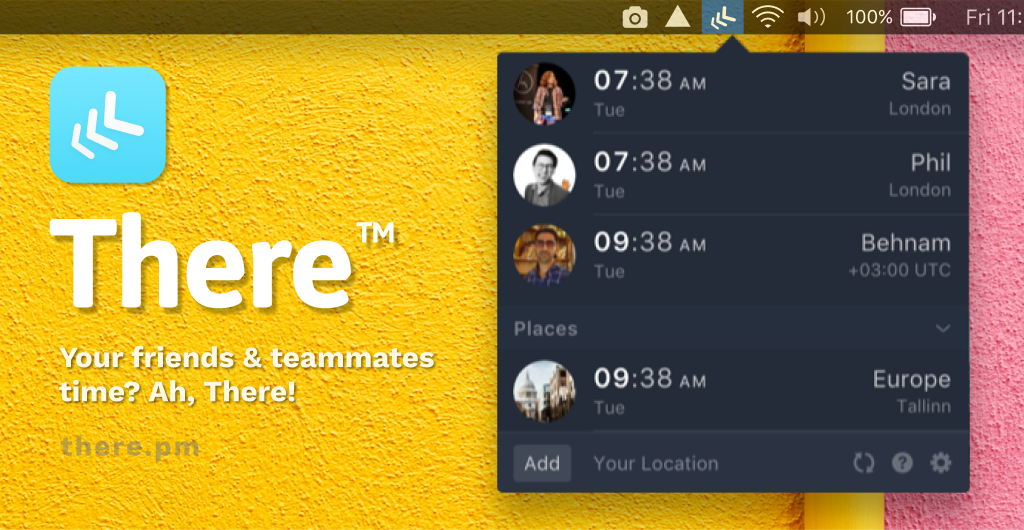 100% Fri 11:
There™
Your friends & teammates
time? Ah, There!
there.pm
07:38 AM Sara
Tue London
07:38 AM Phil
Tue London
09:38 AM Behnam
Tue +03:00 UTC
Places
09:38 AM Europe
Tue Tallinn
Add Your Location ?